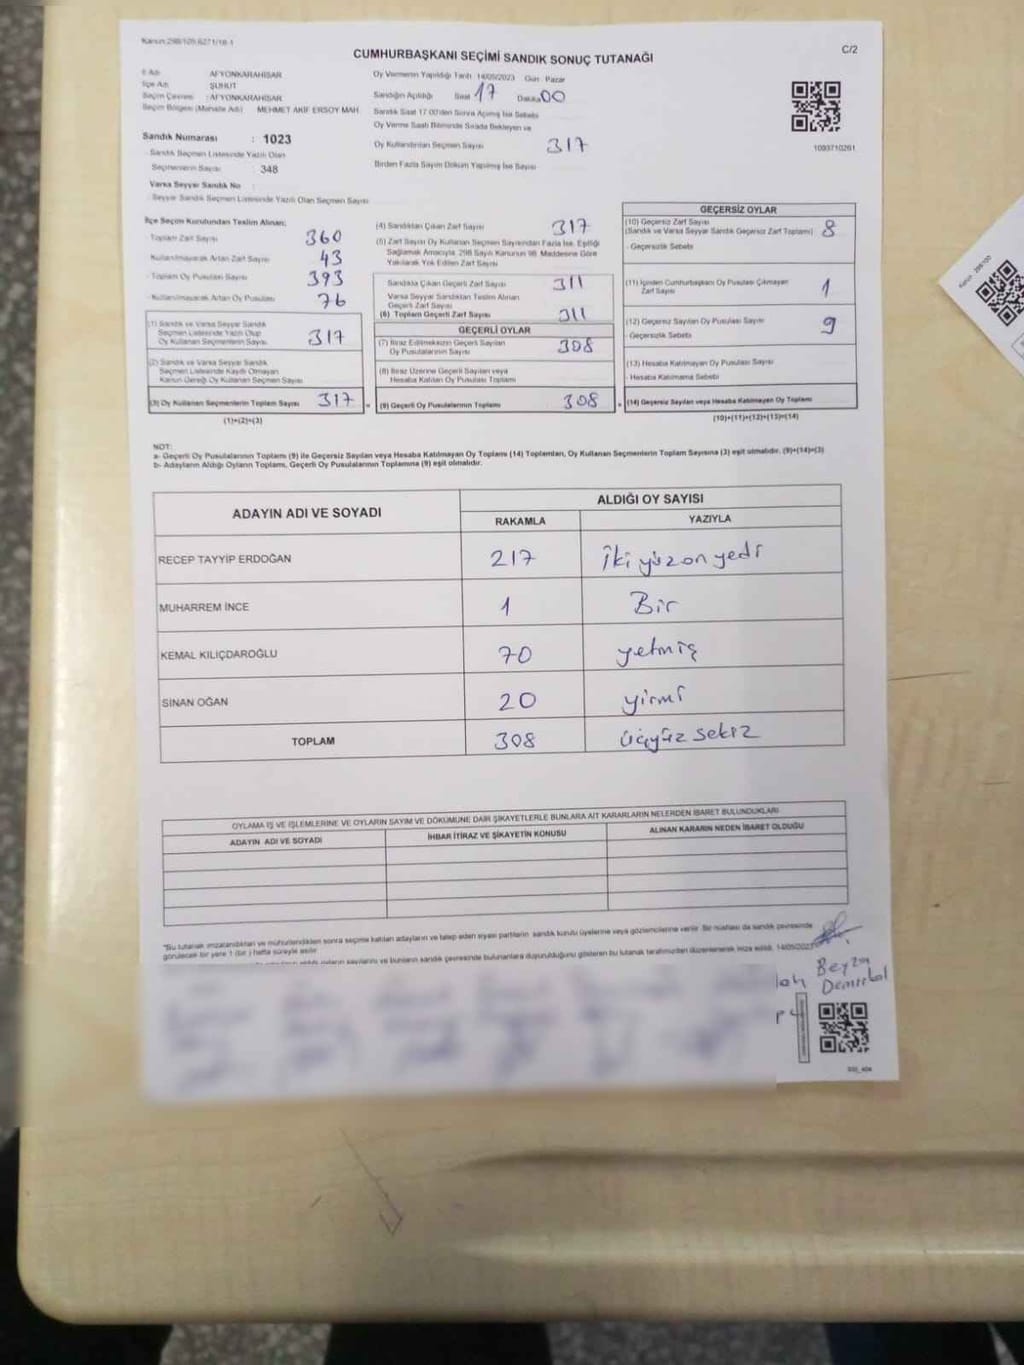 Kanun:298/105,6271/18-1
CUMHURBAŞKANI SEÇİMİ SANDIK SONUÇ TUTANAĞI
C/2
İl Adı : AFYONKARAHİSAR
İlçe Adı : ŞUHUT
Seçim Çevresi : AFYONKARAHİSAR
Seçim Bölgesi (Mahalle Adı) : MEHMET AKİF ERSOY MAH.
Sandık Numarası : 1023
Sandık Seçmen Listesinde Yazılı Olan
Seçmenlerin Sayısı : 348
Varsa Seyyar Sandık No :
Seyyar Sandık Seçmen Listesinde Yazılı Olan Seçmen Sayısı
Oy Vermenin Yapıldığı Tarih 14/05/2023 Gün Pazar
Sandığın Açıldığı Saat 17 Dakika 00
Sandık Saat 17.00'den Sonra Açılmış İse Sebebi
Oy Verme Saati Bitiminde Sırada Bekleyen ve
Oy Kullandırılan Seçmen Sayısı 317
Birden Fazla Sayım Döküm Yapılmış İse Sayısı
1093710261
İlçe Seçim Kurulundan Teslim Alınan;
Toplam Zarf Sayısı 360
Kullanılmayarak Artan Zarf Sayısı 43
Toplam Oy Pusulası Sayısı 393
Kullanılmayarak Artan Oy Pusulası 76
(1) Sandık ve Varsa Seyyar Sandık
Seçmen Listesinde Yazılı Olup
Oy Kullanan Seçmenlerin Sayısı 317
(2) Sandık ve Varsa Seyyar Sandık
Seçmen Listesinde Kayıtlı Olmayan
Kanun Gereği Oy Kullanan Seçmen Sayısı
(3) Oy Kullanan Seçmenlerin Toplam Sayısı 317
(1)+(2)=(3)
(4) Sandıktan Çıkan Zarf Sayısı 317
(5) Zarf Sayısı Oy Kullanan Seçmen Sayısından Fazla İse, Eşitliği
Sağlamak Amacıyla, 298 Sayılı Kanunun 98. Maddesine Göre
Yakılarak Yok Edilen Zarf Sayısı
Sandıkta Çıkan Geçerli Zarf Sayısı 311
Varsa Seyyar Sandıktan Teslim Alınan
Geçerli Zarf Sayısı
(6) Toplam Geçerli Zarf Sayısı 311
GEÇERLİ OYLAR
(7) İtiraz Edilmeksizin Geçerli Sayılan
Oy Pusulalarının Sayısı 308
(8) İtiraz Üzerine Geçerli Sayılan veya
Hesaba Katılan Oy Pusulası Toplamı
(9) Geçerli Oy Pusulalarının Toplamı 308
GEÇERSİZ OYLAR
(10) Geçersiz Zarf Sayısı
(Sandık ve Varsa Seyyar Sandık Geçersiz Zarf Toplamı) 8
- Geçersizlik Sebebi
(11) İçinden Cumhurbaşkanı Oy Pusulası Çıkmayan
Zarf Sayısı 1
(12) Geçersiz Sayılan Oy Pusulası Sayısı 9
- Geçersizlik Sebebi
(13) Hesaba Katılmayan Oy Pusulası Sayısı
- Hesaba Katılmama Sebebi
(14) Geçersiz Sayılan veya Hesaba Katılmayan Oy Toplamı
(10)+(11)+(12)+(13)=(14)
NOT:
a- Geçerli Oy Pusulalarının Toplamı (9) ile Geçersiz Sayılan veya Hesaba Katılmayan Oy Toplamı (14) Toplamları, Oy Kullanan Seçmenlerin Toplam Sayısına (3) eşit olmalıdır. (9)+(14)=(3)
b- Adayların Aldığı Oyların Toplamı, Geçerli Oy Pusulalarının Toplamına (9) eşit olmalıdır.
ADAYIN ADI VE SOYADI
ALDIĞI OY SAYISI
RAKAMLA YAZIYLA
RECEP TAYYİP ERDOĞAN 217 İki yüz on yedi
MUHARREM İNCE 1 Bir
KEMAL KILIÇDAROĞLU 70 yetmiş
SİNAN OĞAN 20 yirmi
TOPLAM 308 üçyüz sekiz
OYLAMA İŞ VE İŞLEMLERİNE VE OYLARIN SAYIM VE DÖKÜMÜNE DAİR ŞİKAYETLERLE BUNLARA AİT KARARLARIN NELERDEN İBARET BULUNDUKLARI
ADAYIN ADI VE SOYADI İHBAR İTİRAZ VE ŞİKAYETİN KONUSU ALINAN KARARIN NEDEN İBARET OLDUĞU
"Bu tutanak imzalandıktan ve mühürlendikten sonra seçime katılan adayların ve talep eden siyasi partilerin sandık kurulu üyelerine veya gözlemcilerine verilir. Bir nüshası da sandık çevresinde
görülecek bir yere 1 (bir) hafta süreyle asılır.
sayılarını ve bunların sandık çevresinde bulunanlara duyurulduğunu gösteren bu tutanak tarafımızdan düzenlenerek imza edildi. 14/05/2023
Beyza
Demirbl